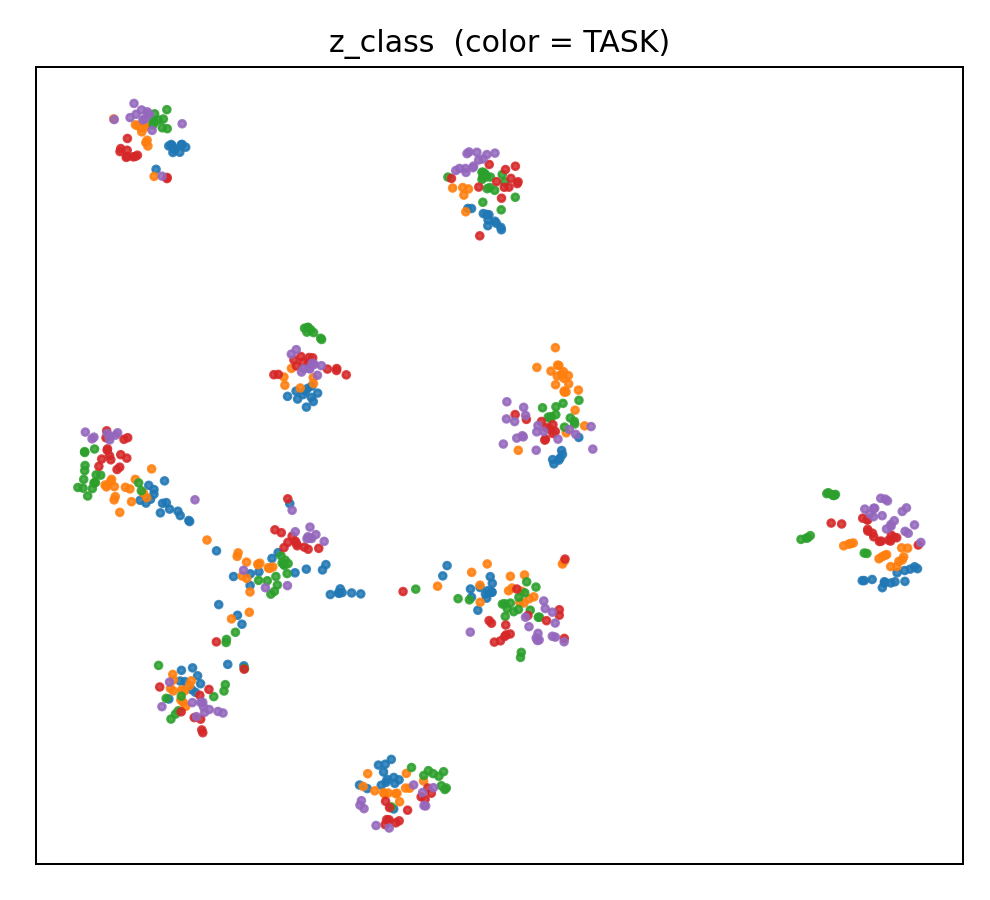 z_class (color = TASK)